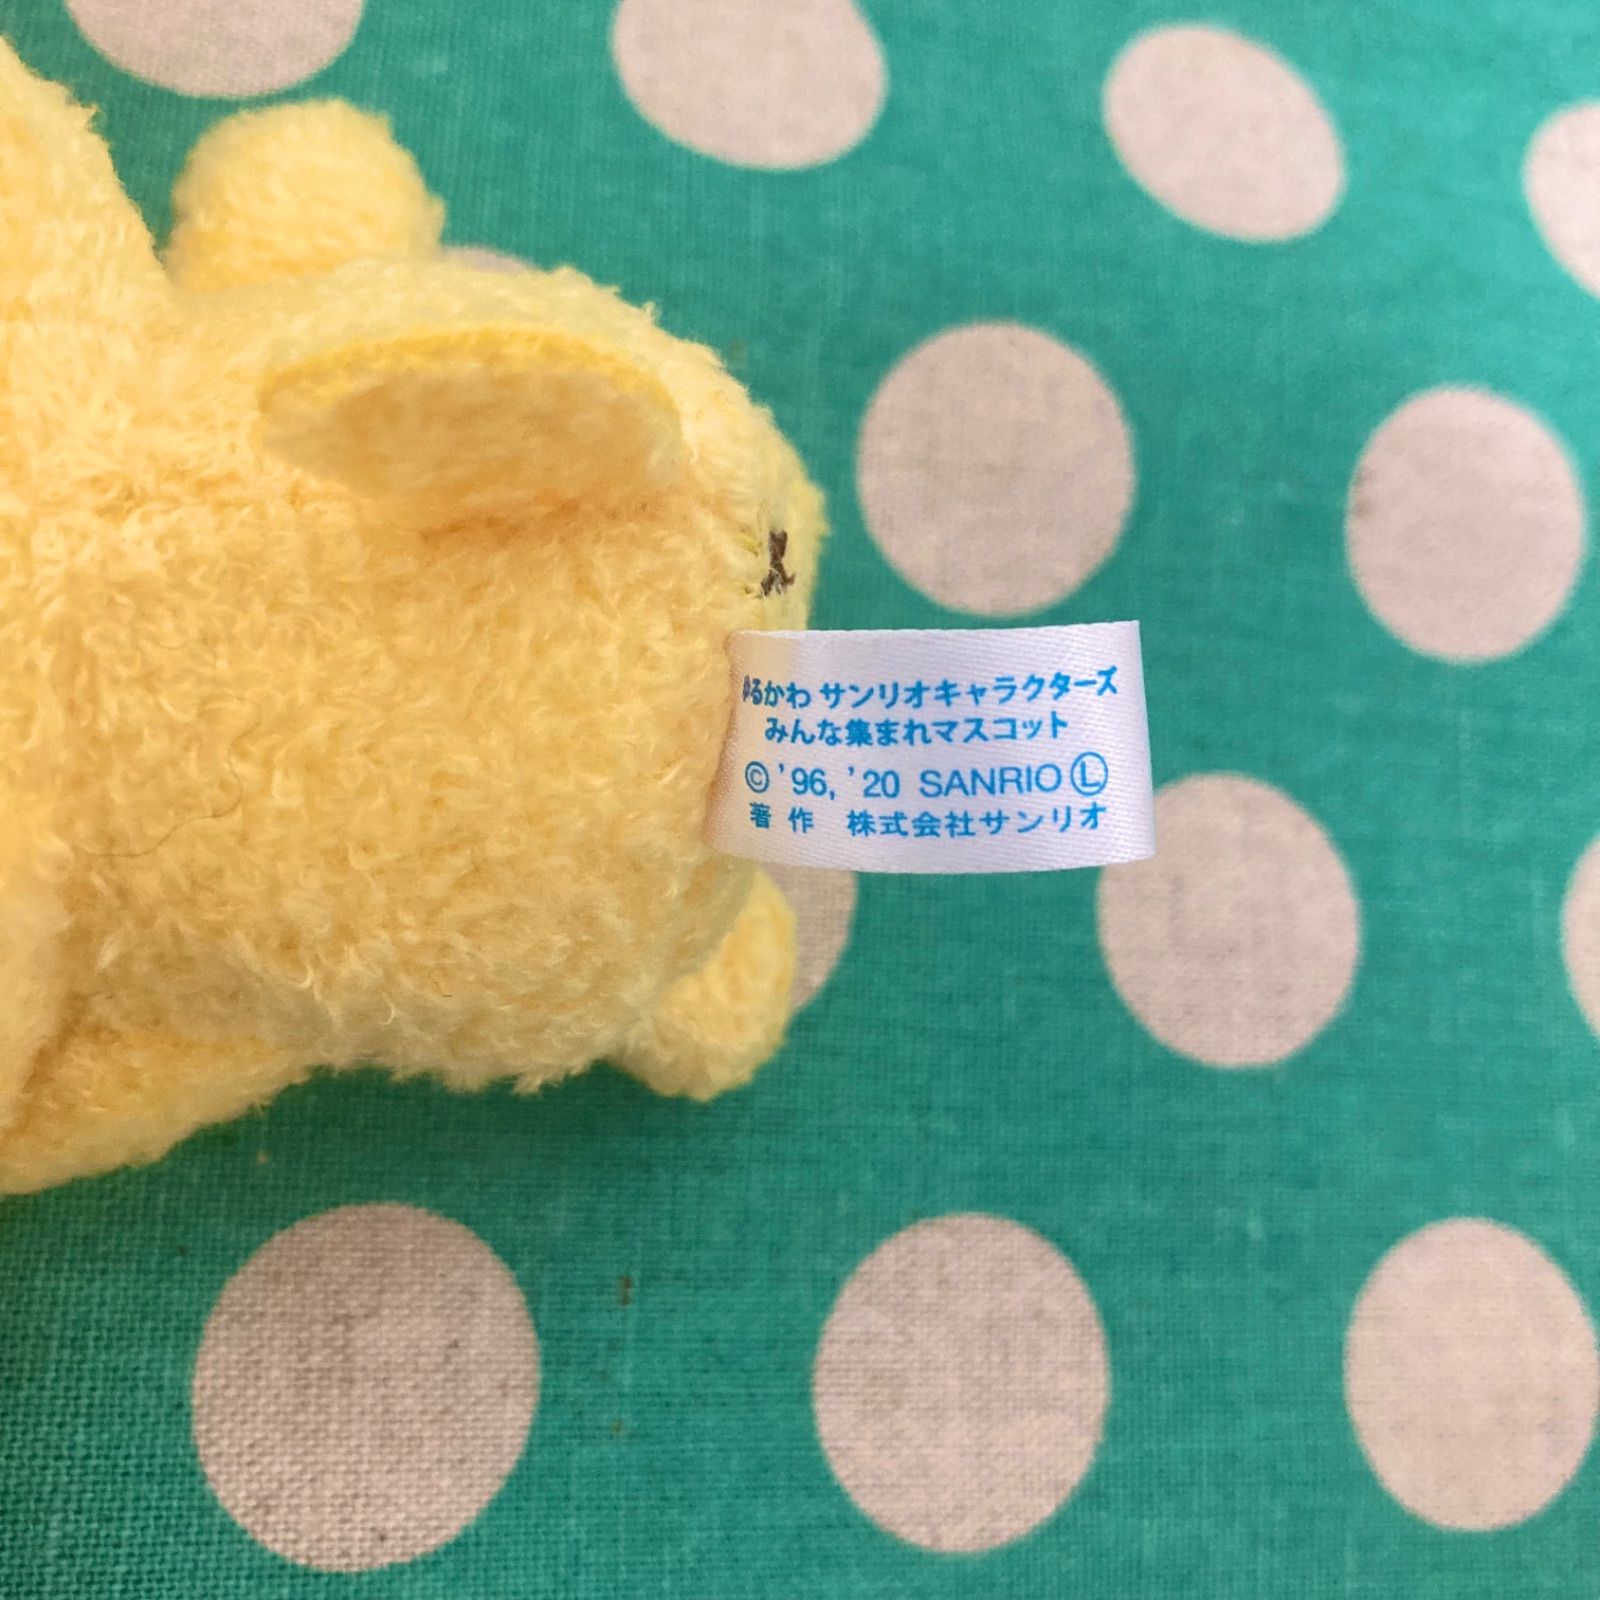 ゆるかわ サンリオキャラクターズ
みんな集まれマスコット
© '96, '20 SANRIO Ⓛ
著作 株式会社サンリオ